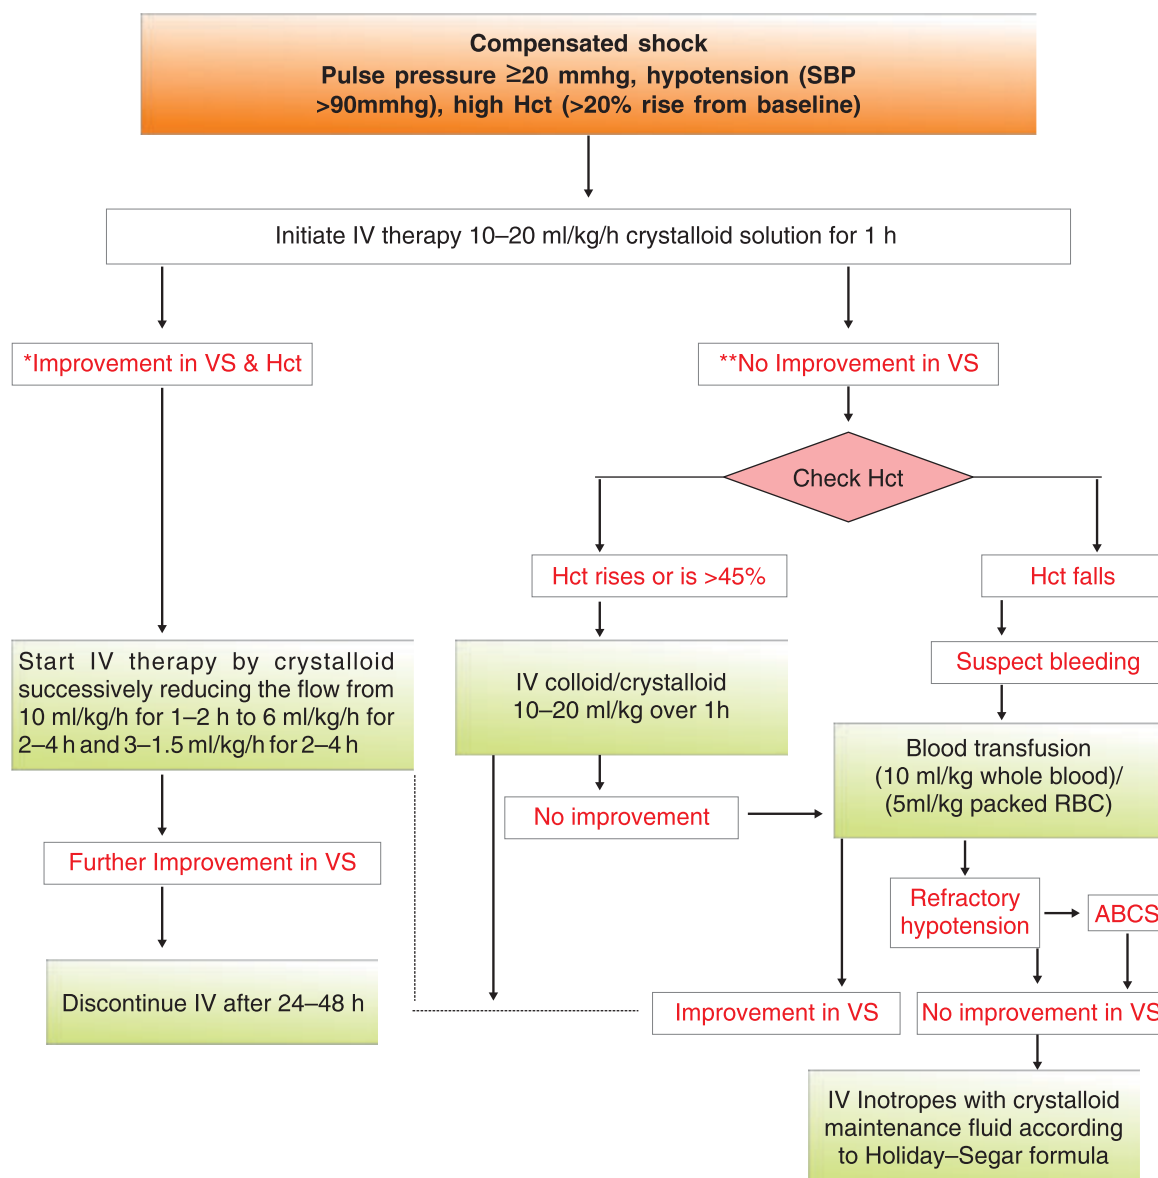 Compensated shock
Pulse pressure ≥20 mmhg, hypotension (SBP
>90mmhg), high Hct (>20% rise from baseline)
Initiate IV therapy 10–20 ml/kg/h crystalloid solution for 1 h
*Improvement in VS & Hct
**No Improvement in VS
Check Hct
Hct rises or is >45%
Hct falls
Start IV therapy by crystalloid
successively reducing the flow from
10 ml/kg/h for 1–2 h to 6 ml/kg/h for
2–4 h and 3–1.5 ml/kg/h for 2–4 h
IV colloid/crystalloid
10–20 ml/kg over 1h
Suspect bleeding
Blood transfusion
(10 ml/kg whole blood)/
(5ml/kg packed RBC)
No improvement
Further Improvement in VS
Refractory
hypotension
ABCS
Discontinue IV after 24–48 h
Improvement in VS
No improvement in VS
IV Inotropes with crystalloid
maintenance fluid according
to Holiday–Segar formula